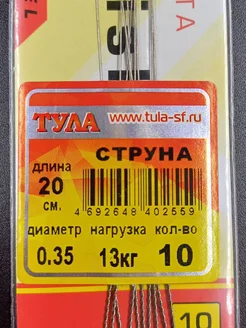 ТУЛА www.tula-sf.ru
СТРУНА
длина
20
см.
4 692648 402559
диаметр нагрузка кол-во
0.35 13кг 10
10